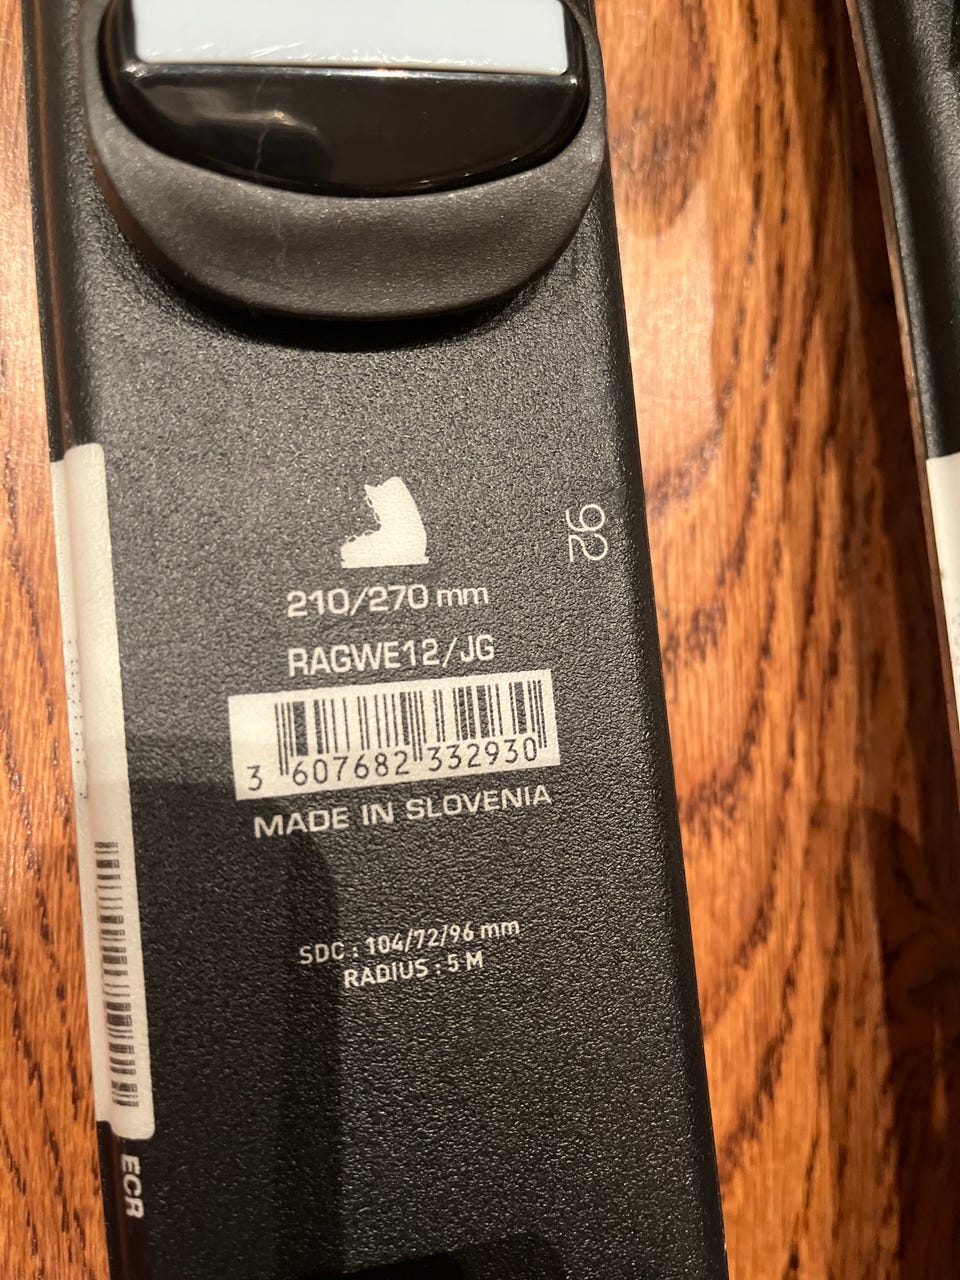 92
210/270 mm
RAGWE12/JG
3 607682 332930
MADE IN SLOVENIA
SDC : 104/72/96 mm
RADIUS : 5 M
ECR